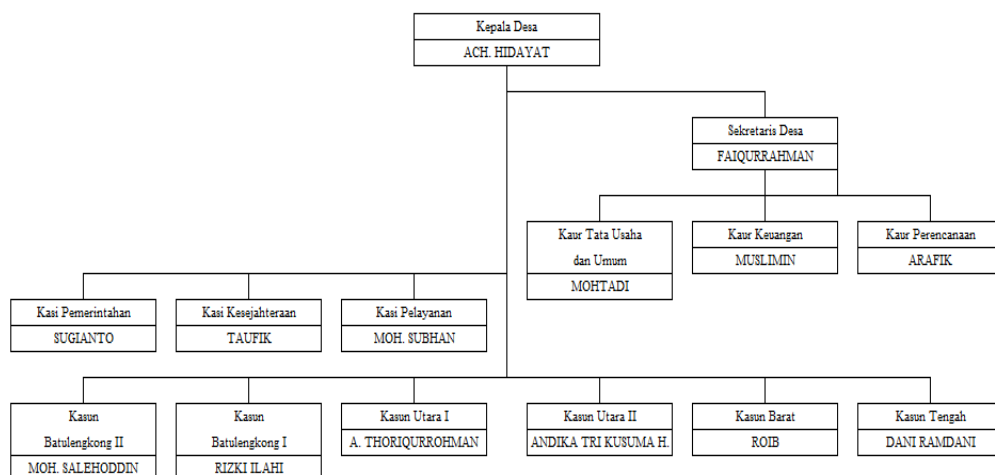 Kepala Desa
ACH. HIDAYAT
Sekretaris Desa
FAIQURRAHMAN
Kaur Tata Usaha
dan Umum
MOHTADI
Kaur Keuangan
MUSLIMIN
Kaur Perencanaan
ARAFIK
Kasi Pemerintahan
SUGIANTO
Kasi Kesejahteraan
TAUFIK
Kasi Pelayanan
MOH. SUBHAN
Kasun
Batulengkong II
MOH. SALEHODDIN
Kasun
Batulengkong I
RIZKI ILAHI
Kasun Utara I
A. THORIQURROHMAN
Kasun Utara II
ANDIKA TRI KUSUMA H.
Kasun Barat
ROIB
Kasun Tengah
DANI RAMDANI